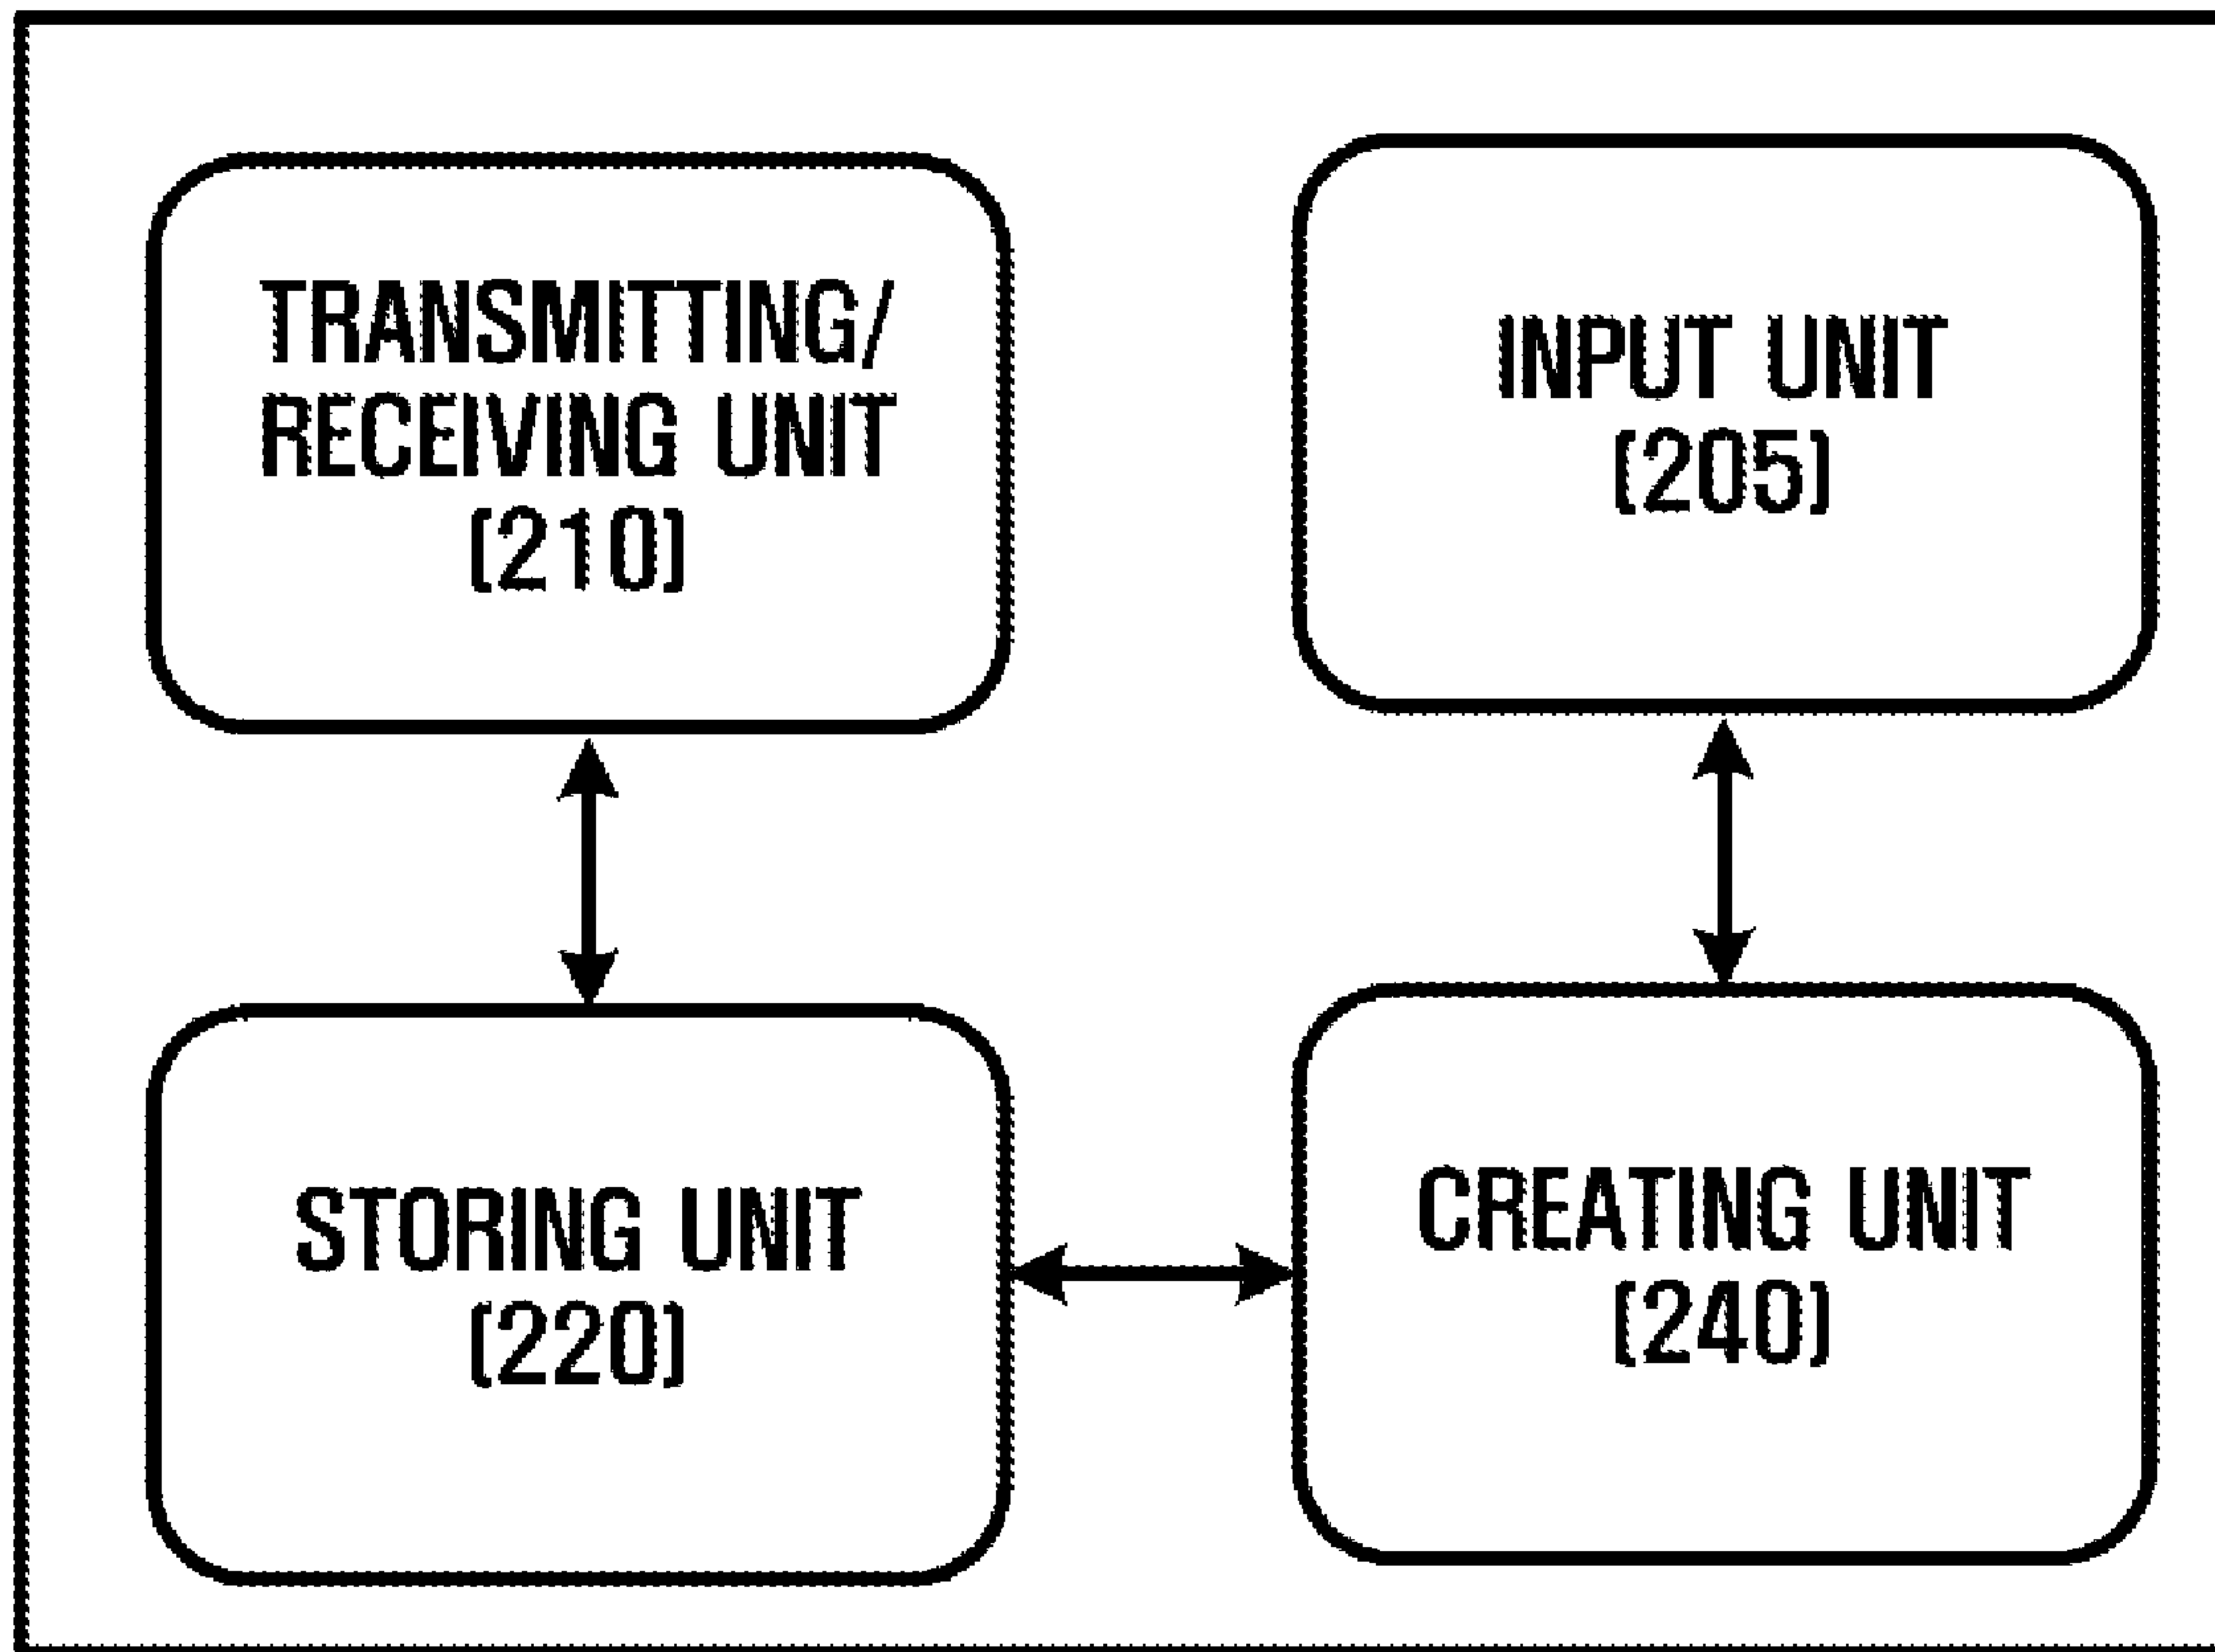 TRANSMITTING/
RECEIVING UNIT
(210)
INPUT UNIT
(205)
STORING UNIT
(220)
CREATING UNIT
(240)